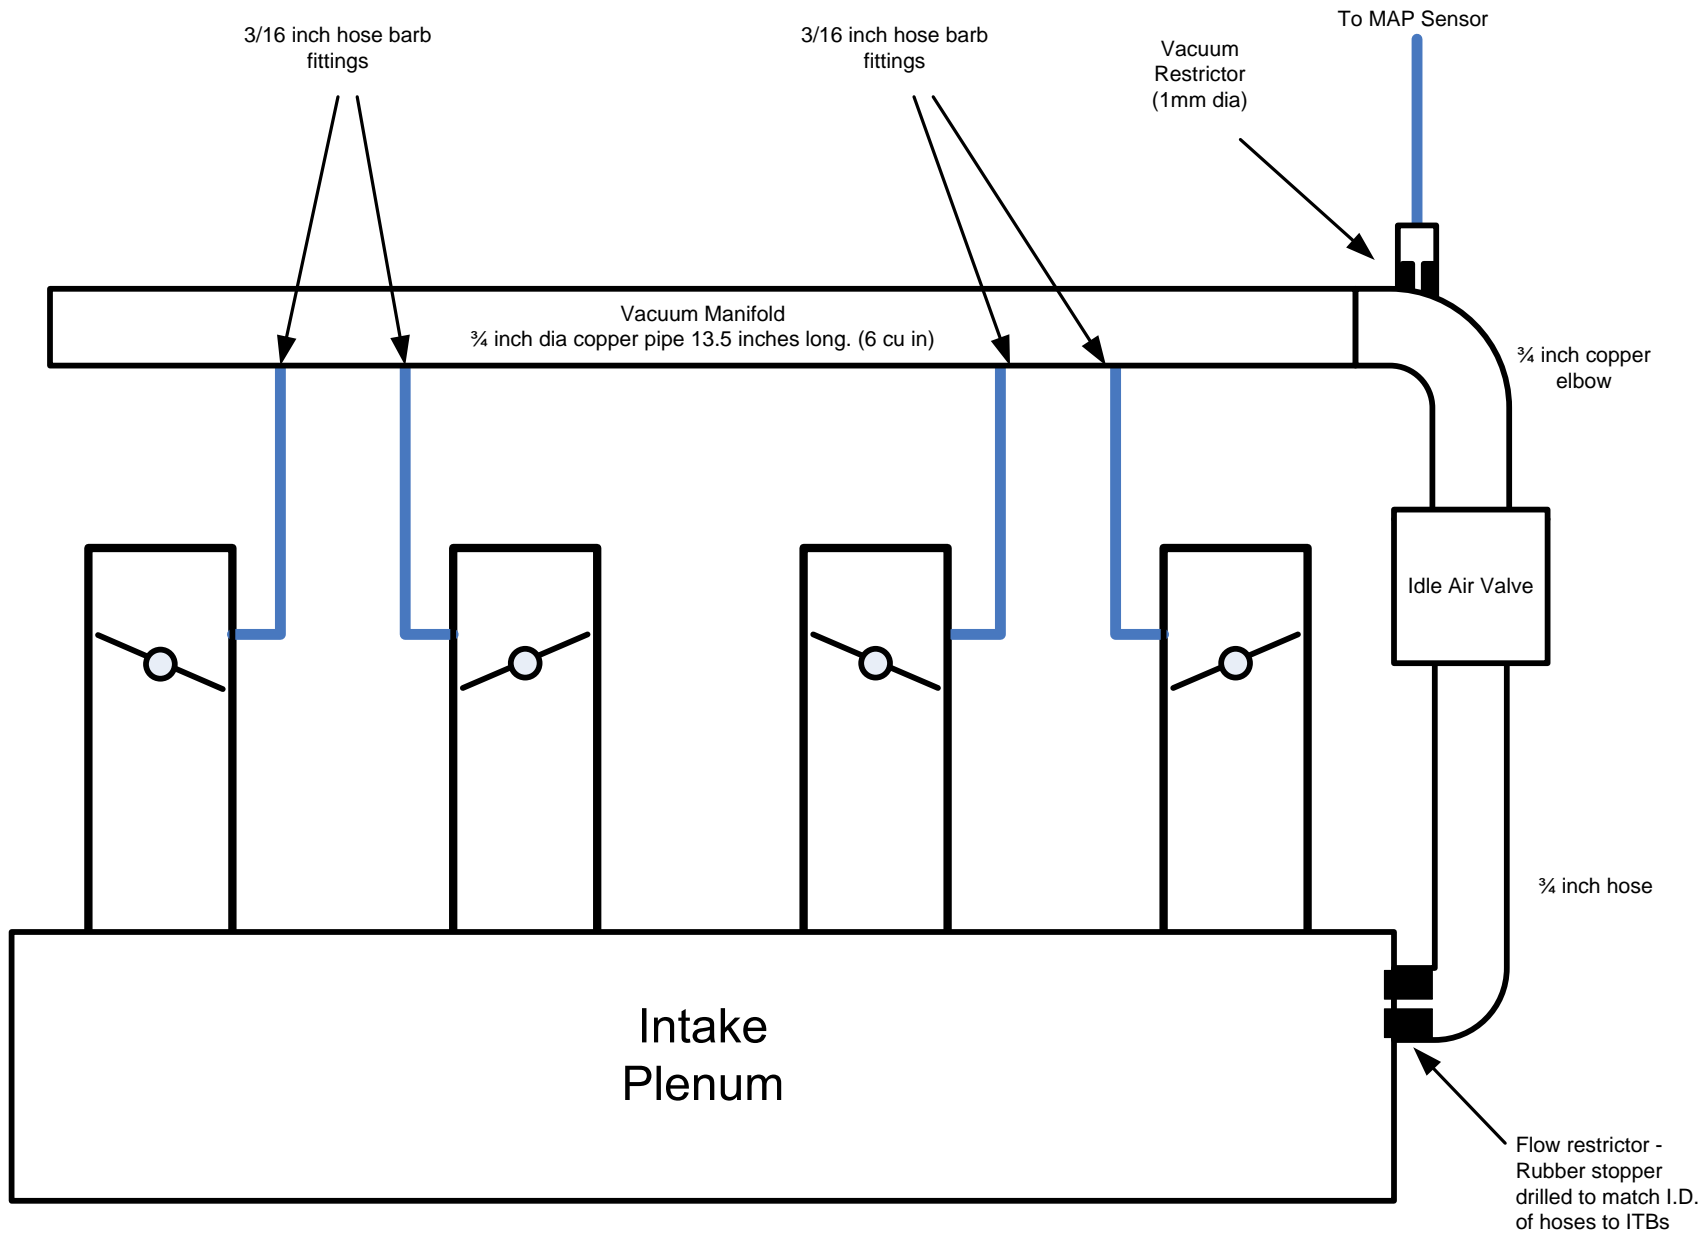 To MAP Sensor
3/16 inch hose barb
fittings
3/16 inch hose barb
fittings
Vacuum
Restrictor
(1mm dia)
Vacuum Manifold
¾ inch dia copper pipe 13.5 inches long. (6 cu in)
¾ inch copper
elbow
Idle Air Valve
¾ inch hose
Intake
Plenum
Flow restrictor -
Rubber stopper
drilled to match I.D.
of hoses to ITBs